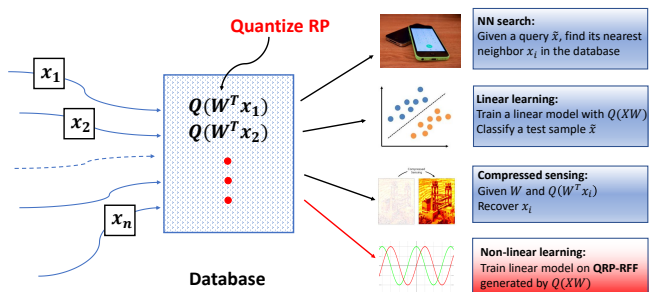 Quantize RP
x₁
x₂
xₙ
Q(Wᵀx₁)
Q(Wᵀx₂)
Database
NN search:
Given a query x̃, find its nearest
neighbor xᵢ in the database
Linear learning:
Train a linear model with Q(XW)
Classify a test sample x̃
Compressed
Sensing
Compressed sensing:
Given W and Q(Wᵀxᵢ)
Recover xᵢ
Non-linear learning:
Train linear model on QRP-RFF
generated by Q(XW)